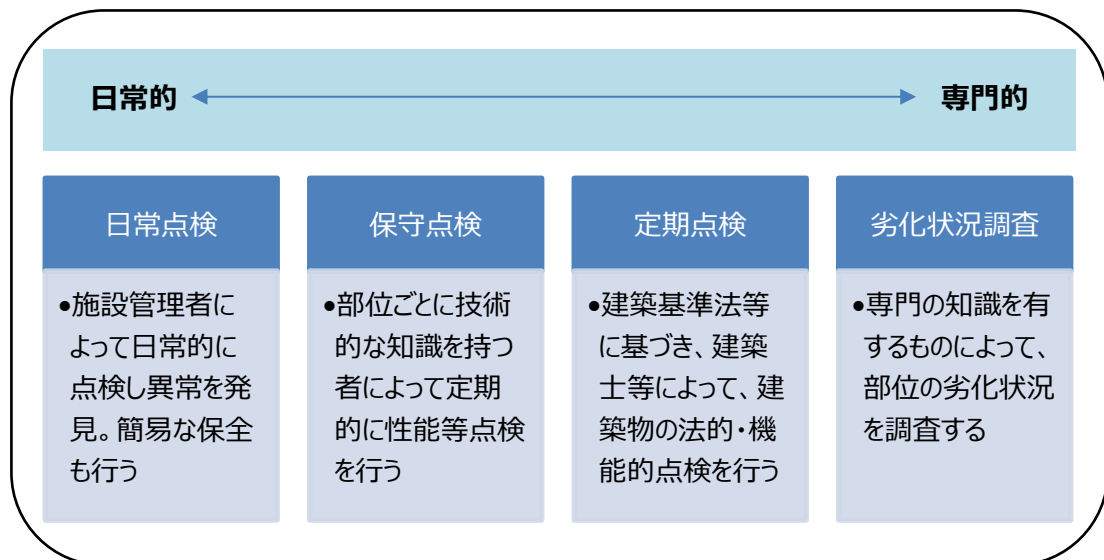 日常的
専門的
日常点検
•施設管理者に
よって日常的に
点検し異常を発
見。簡易な保全
も行う
保守点検
•部位ごとに技術
的な知識を持つ
者によって定期
的に性能等点検
を行う
定期点検
•建築基準法等
に基づき、建築
士等によって、建
築物の法的・機
能的点検を行う
劣化状況調査
•専門の知識を有
するものによって、
部位の劣化状況
を調査する